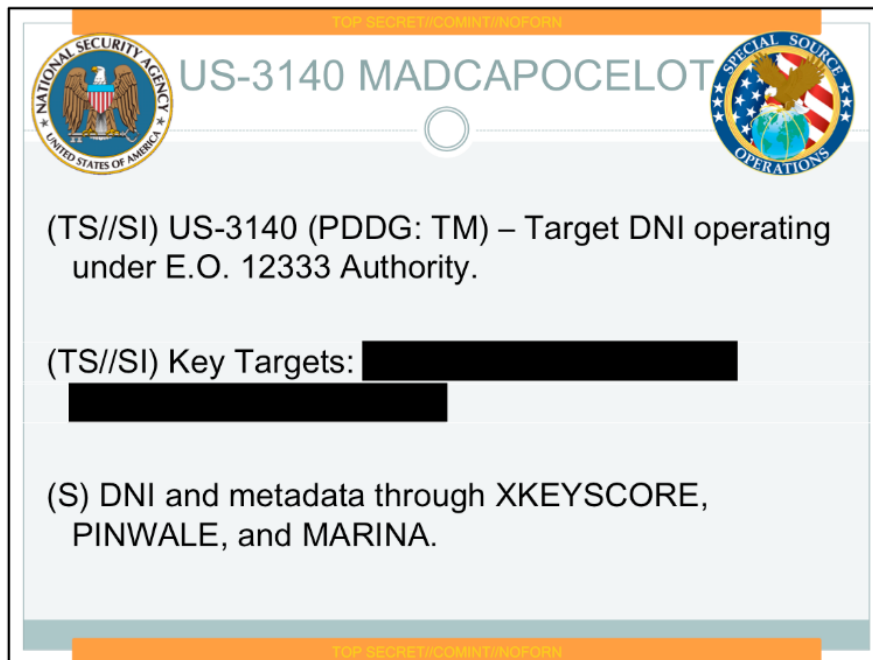 TOP SECRET//COMINT//NOFORN
NATIONAL SECURITY AGENCY
UNITED STATES OF AMERICA
US-3140 MADCAPOCELOT
SPECIAL SOURCE
OPERATIONS
(TS//SI) US-3140 (PDDG: TM) – Target DNI operating
under E.O. 12333 Authority.
(TS//SI) Key Targets:
(S) DNI and metadata through XKEYSCORE,
PINWALE, and MARINA.
TOP SECRET//COMINT//NOFORN